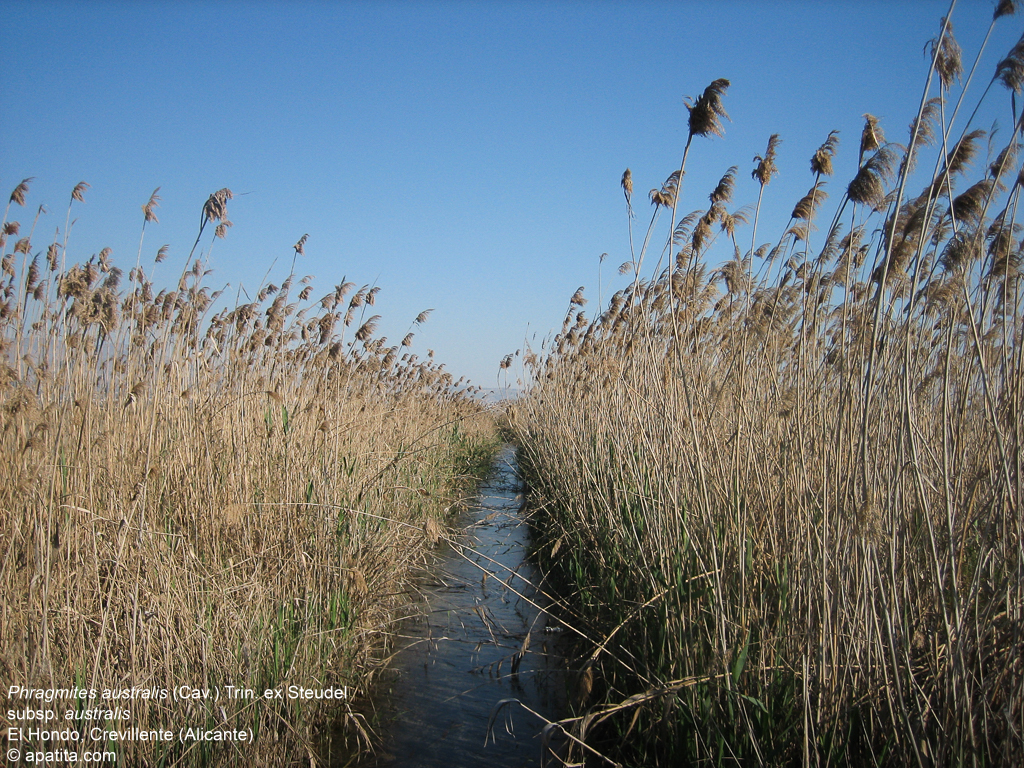 Phragmites australis (Cav.) Trin. ex Steudel
subsp. australis
El Hondo, Crevillente (Alicante)
© apatita.com